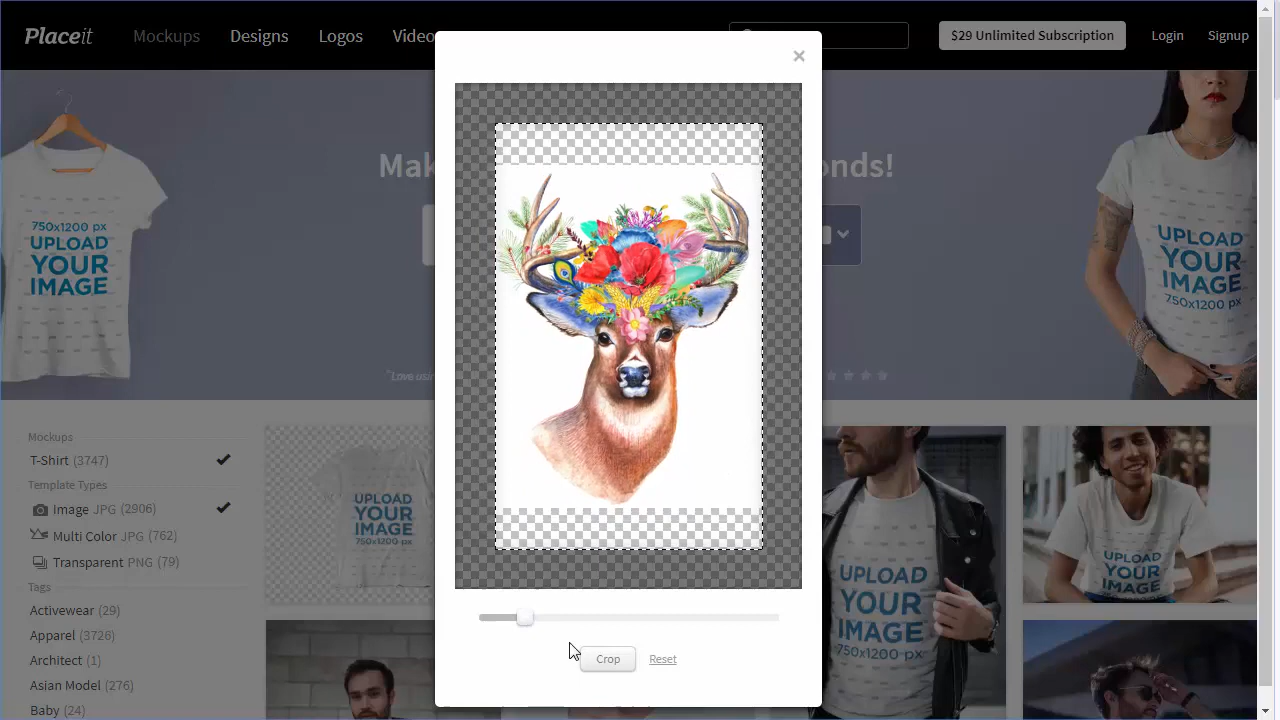 Placeit
Mockups
Designs
Logos
Video
$29 Unlimited Subscription
Login
Signup
Mak
onds!
750x1200 px
UPLOAD
YOUR
IMAGE
UPLOAD
YOUR
IMAGE
750x1200 px
"Love usin
Mockups
T-Shirt (3747)
Template Types
Image JPG (2906)
Multi Color JPG (762)
Transparent PNG (79)
Tags
Activewear (29)
Apparel (3726)
Architect (1)
Asian Model (276)
Baby (24)
UPLOAD
YOUR
IMAGE
750x1200 px
UPLOAD
YOUR
IMAGE
750x1200 px
UPLOAD
YOUR
IMAGE
Crop
Reset